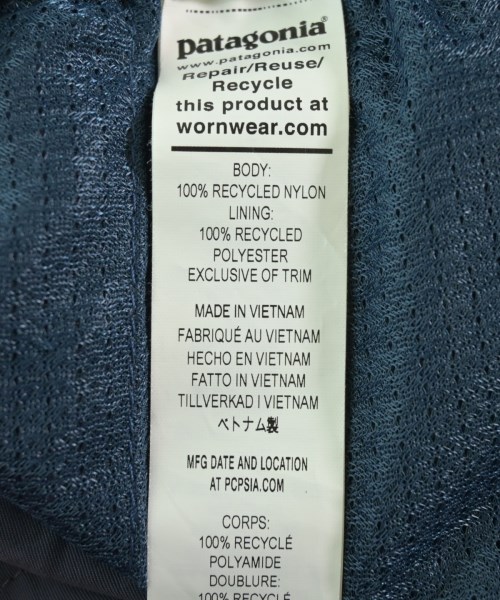 patagonia
www.patagonia.com
Repair/Reuse/
Recycle
this product at
wornwear.com
BODY:
100% RECYCLED NYLON
LINING:
100% RECYCLED
POLYESTER
EXCLUSIVE OF TRIM
MADE IN VIETNAM
FABRIQUÉ AU VIETNAM
HECHO EN VIETNAM
FATTO IN VIETNAM
TILLVERKAD I VIETNAM
ベトナム製
MFG DATE AND LOCATION
AT PCPSIA.COM
CORPS:
100% RECYCLÉ
POLYAMIDE
DOUBLURE:
100% RECYCLÉ